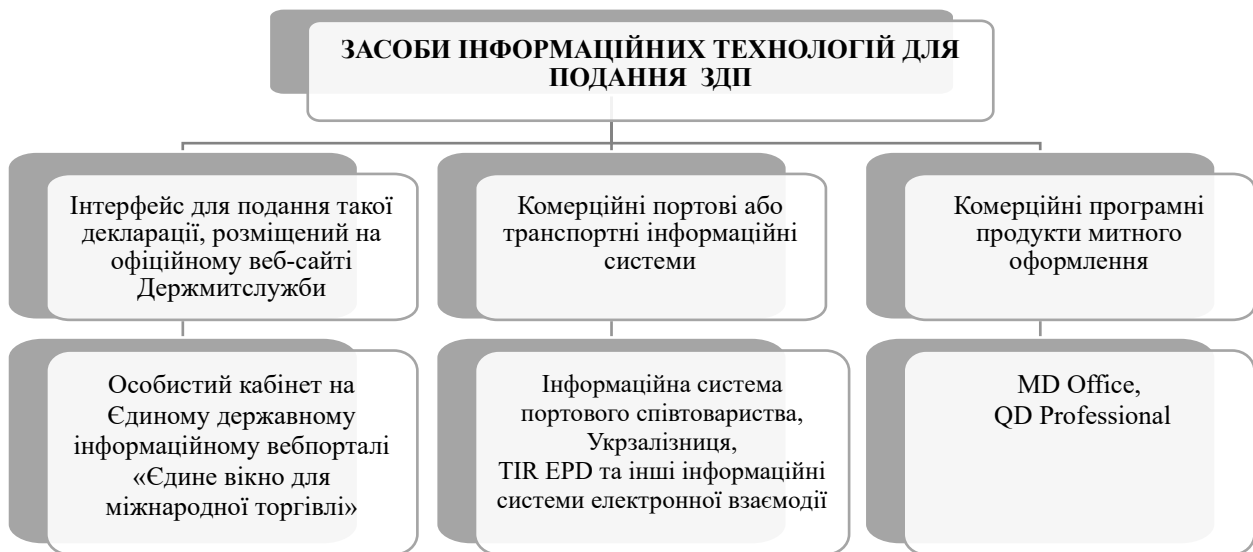 ЗАСОБИ ІНФОРМАЦІЙНИХ ТЕХНОЛОГІЙ ДЛЯ
ПОДАННЯ ЗДП
Інтерфейс для подання такої
декларації, розміщений на
офіційному веб-сайті
Держмитслужби
Комерційні портові або
транспортні інформаційні
системи
Комерційні програмні
продукти митного
оформлення
Особистий кабінет на
Єдиному державному
інформаційному вебпорталі
«Єдине вікно для
міжнародної торгівлі»
Інформаційна система
портового співтовариства,
Укрзалізниця,
TIR EPD та інші інформаційні
системи електронної взаємодії
MD Office,
QD Professional